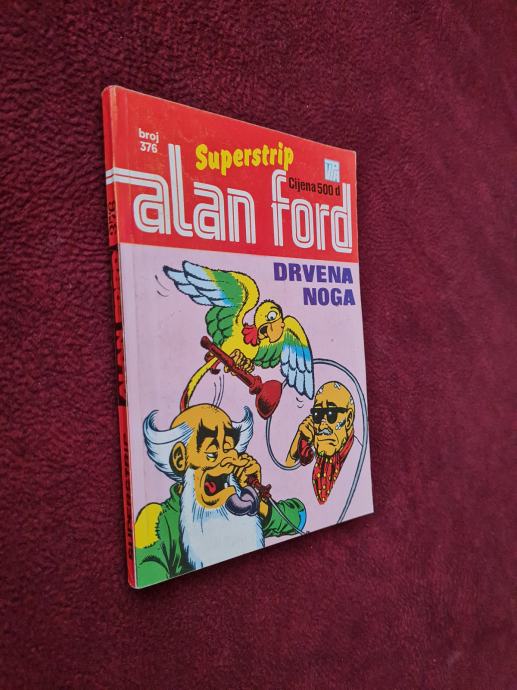 broj
376
Superstrip
Cijena 500 d
alan ford
DRVENA
NOGA